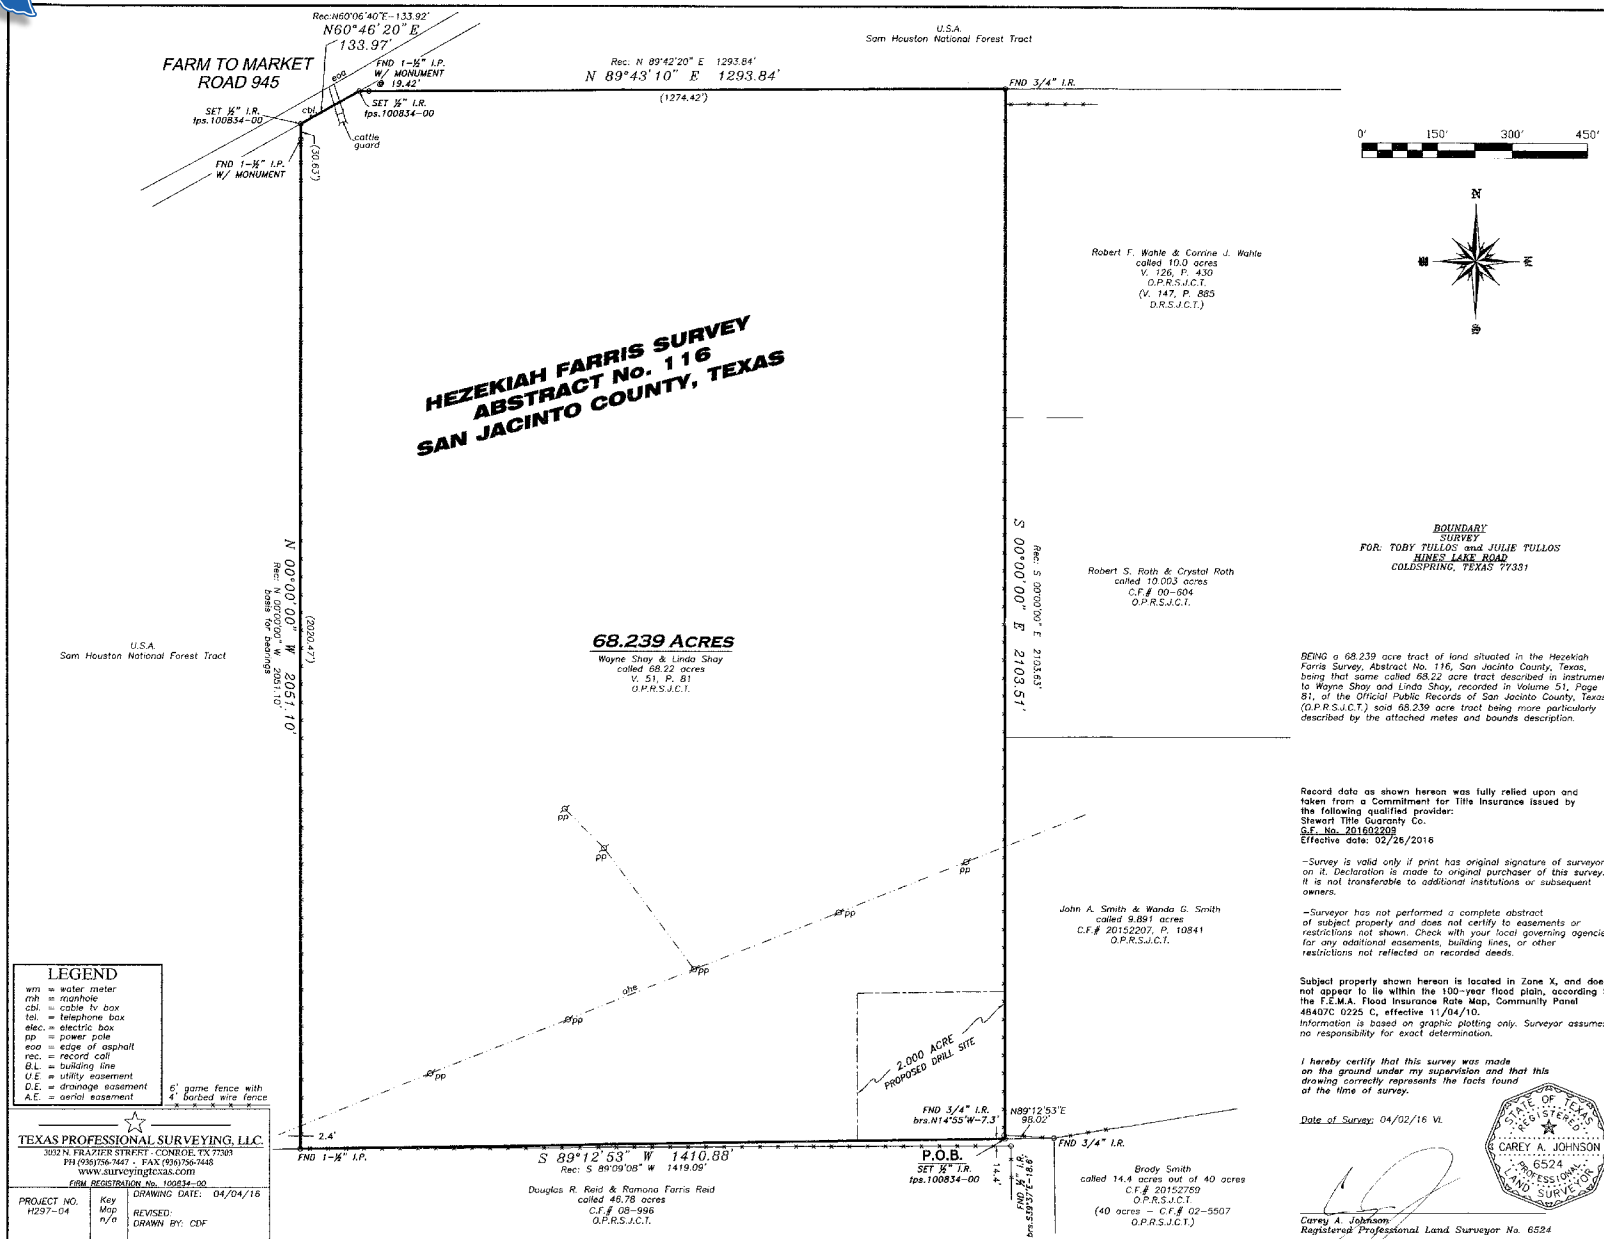 Rec:N60°06'40"E-133.92'
N60°46'20" E
133.97'
FARM TO MARKET
ROAD 945
FND 1-½" I.P.
W/ MONUMENT
@ 19.42'
eoa
cbl.
SET ½" I.R.
tps.100834-00
SET ½" I.R.
tps.100834-00
cattle
guard
FND 1-½" I.P.
W/ MONUMENT
(30.63')
Rec: N 89°42'20" E 1293.84'
N 89°43'10" E 1293.84'
(1274.42')
U.S.A.
Sam Houston National Forest Tract
FND 3/4" I.R.
0' 150' 300' 450'
N
E
W
S
Robert F. Wahle & Corrine J. Wahle
called 10.0 acres
V. 126, P. 430
O.P.R.S.J.C.T.
(V. 147, P. 885
D.R.S.J.C.T.)
HEZEKIAH FARRIS SURVEY
ABSTRACT No. 116
SAN JACINTO COUNTY, TEXAS
BOUNDARY
SURVEY
FOR: TOBY TULLOS and JULIE TULLOS
HINES LAKE ROAD
COLDSPRING, TEXAS 77331
N 00°00'00" W 2051.10'
Rec: N 00°00'00" W 2051.10'
basis for bearings
(2020.47')
S 00°00'00" E 2103.51'
Rec: S 00°00'00" E 2103.63'
Robert S. Roth & Crystal Roth
called 10.003 acres
C.F.# 00-604
O.P.R.S.J.C.T.
U.S.A.
Sam Houston National Forest Tract
68.239 ACRES
Wayne Shay & Linda Shay
called 68.22 acres
V. 51, P. 81
O.P.R.S.J.C.T.
BEING a 68.239 acre tract of land situated in the Hezekiah
Farris Survey, Abstract No. 116, San Jacinto County, Texas,
being that same called 68.22 acre tract described in instrumen
to Wayne Shay and Linda Shay, recorded in Volume 51, Page
81, of the Official Public Records of San Jacinto County, Texas
(O.P.R.S.J.C.T.) said 68.239 acre tract being more particularly
described by the attached metes and bounds description.
Record data as shown hereon was fully relied upon and
taken from a Commitment for Title Insurance issued by
the following qualified provider:
Stewart Title Guaranty Co.
G.F. No. 201602209
Effective date: 02/26/2016
-Survey is valid only if print has original signature of surveyor
on it. Declaration is made to original purchaser of this survey.
It is not transferable to additional institutions or subsequent
owners.
-Surveyor has not performed a complete abstract
of subject property and does not certify to easements or
restrictions not shown. Check with your local governing agencie
for any additional easements, building lines, or other
restrictions not reflected on recorded deeds.
Subject property shown hereon is located in Zone X, and doe
not appear to lie within the 100-year flood plain, according
the F.E.M.A. Flood Insurance Rate Map, Community Panel
48407C 0225 C, effective 11/04/10.
Information is based on graphic plotting only. Surveyor assume
no responsibility for exact determination.
I hereby certify that this survey was made
on the ground under my supervision and that this
drawing correctly represents the facts found
at the time of survey.
Date of Survey: 04/02/16 VL
STATE OF TEXAS
REGISTERED
CAREY A. JOHNSON
6524
PROFESSIONAL
LAND SURVEYOR
Carey A. Johnson
Registered Professional Land Surveyor No. 6524
pp
pp
pp
pp
pp
pp
pp
ohe
John A. Smith & Wanda G. Smith
called 9.891 acres
C.F.# 20152207, P. 10841
O.P.R.S.J.C.T.
2.000 ACRE
PROPOSED DRILL SITE
FND 3/4" I.R.
brs.N14°55'W-7.3'
N89°12'53"E
98.02'
FND 3/4" I.R.
P.O.B.
SET ½" I.R.
tps.100834-00
14.4'
FND ½" I.R.
Brody Smith
called 14.4 acres out of 40 acres
C.F.# 20152769
O.P.R.S.J.C.T.
(40 acres - C.F.# 02-5507
O.P.R.S.J.C.T.)
2.4'
FND 1-½" I.P.
S 89°12'53" W 1410.88'
Rec: S 89°09'08" W 1419.09'
Douglas R. Reid & Ramona Farris Reid
called 46.78 acres
C.F.# 08-996
O.P.R.S.J.C.T.
LEGEND
wm = water meter
mh = manhole
cbl. = cable tv box
tel. = telephone box
elec. = electric box
pp = power pole
eoa = edge of asphalt
rec. = record call
B.L. = building line
U.E. = utility easement
D.E. = drainage easement
A.E. = aerial easement
6' game fence with
4' barbed wire fence
TEXAS PROFESSIONAL SURVEYING, LLC.
3032 N. FRAZIER STREET - CONROE, TX 77303
PH (936)756-7447 - FAX (936)756-7448
www.surveyingtexas.com
FIRM REGISTRATION No. 100834-00
PROJECT NO.
H297-04
Key
Map
n/a
DRAWING DATE: 04/04/16
REVISED:
DRAWN BY: CDF